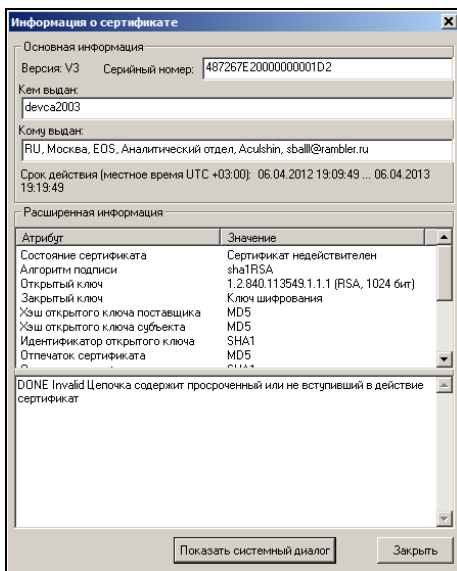 Информация о сертификате
Основная информация
Версия: V3 Серийный номер: 487267E20000000001D2
Кем выдан:
devca2003
Кому выдан:
RU, Москва, EOS, Аналитический отдел, Aculshin, sballl@rambler.ru
Срок действия (местное время UTC +03:00): 06.04.2012 19:09:49 ... 06.04.2013
19:19:49
Расширенная информация
Атрибут Значение
Состояние сертификата Сертификат недействителен
Алгоритм подписи sha1RSA
Открытый ключ 1.2.840.113549.1.1.1 (RSA, 1024 бит)
Закрытый ключ Ключ шифрования
Хэш открытого ключа поставщика MD5
Хэш открытого ключа субъекта MD5
Идентификатор открытого ключа SHA1
Отпечаток сертификата MD5
DONE Invalid Цепочка содержит просроченный или не вступивший в действие
сертификат
Показать системный диалог Закрыть